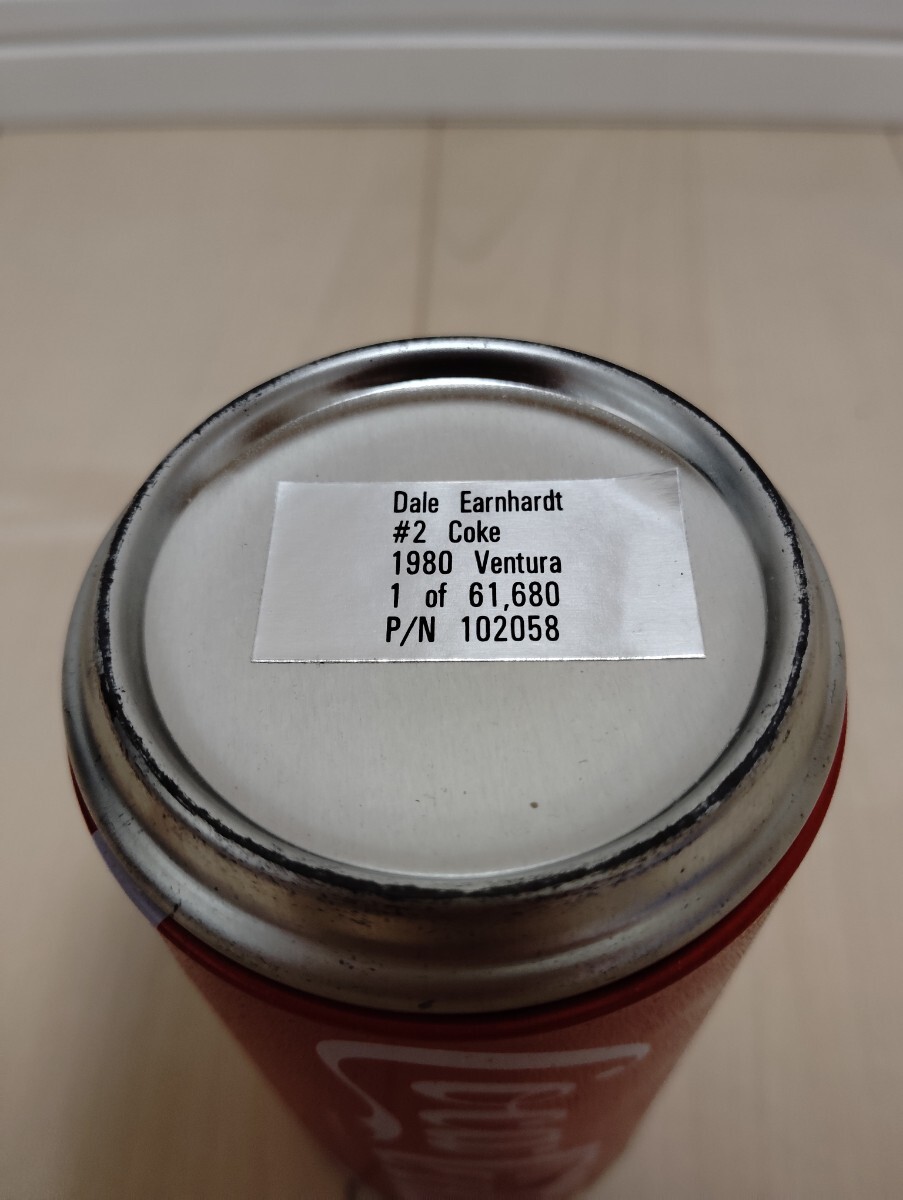 Dale Earnhardt
#2 Coke
1980 Ventura
1 of 61,680
P/N 102058